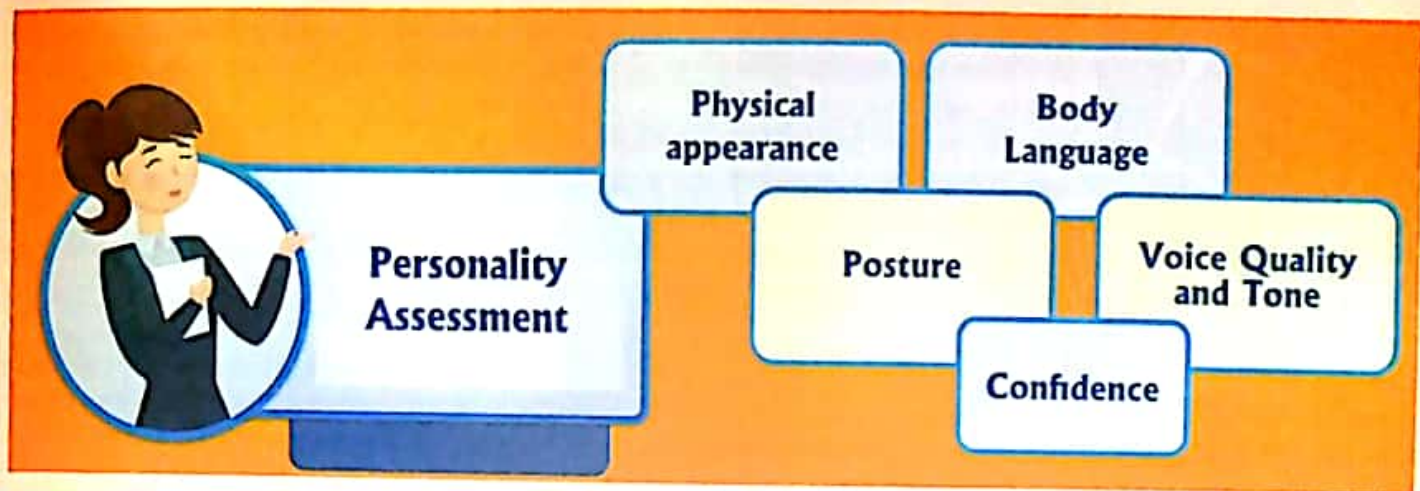 Physical
appearance
Body
Language
Personality
Assessment
Posture
Voice Quality
and Tone
Confidence